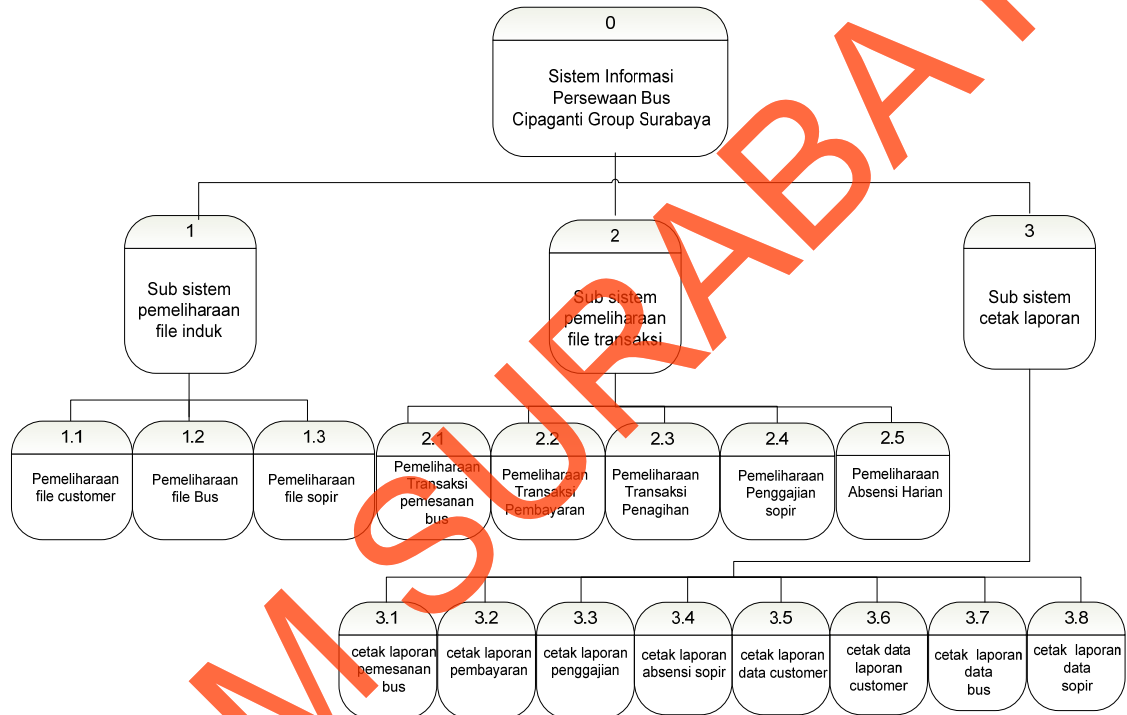 0
Sistem Informasi
Persewaan Bus
Cipaganti Group Surabaya
1
Sub sistem
pemeliharaan
file induk
2
Sub sistem
pemeliharaan
file transaksi
3
Sub sistem
cetak laporan
1.1
Pemeliharaan
file customer
1.2
Pemeliharaan
file Bus
1.3
Pemeliharaan
file sopir
2.1
Pemeliharaan
Transaksi
pemesanan
bus
2.2
Pemeliharaan
Transaksi
Pembayaran
2.3
Pemeliharaan
Transaksi
Penagihan
2.4
Pemeliharaan
Penggajian
sopir
2.5
Pemeliharaan
Absensi Harian
3.1
cetak laporan
pemesanan
bus
3.2
cetak laporan
pembayaran
3.3
cetak laporan
penggajian
3.4
cetak laporan
absensi sopir
3.5
cetak laporan
data customer
3.6
cetak data
laporan
customer
3.7
cetak laporan
data
bus
3.8
cetak laporan
data
sopir
M SURABA